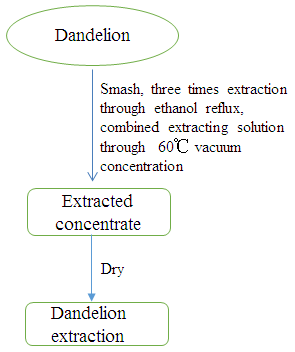 Dandelion
Smash, three times extraction
through ethanol reflux,
combined extracting solution
through 60℃ vacuum
concentration
Extracted
concentrate
Dry
Dandelion
extraction